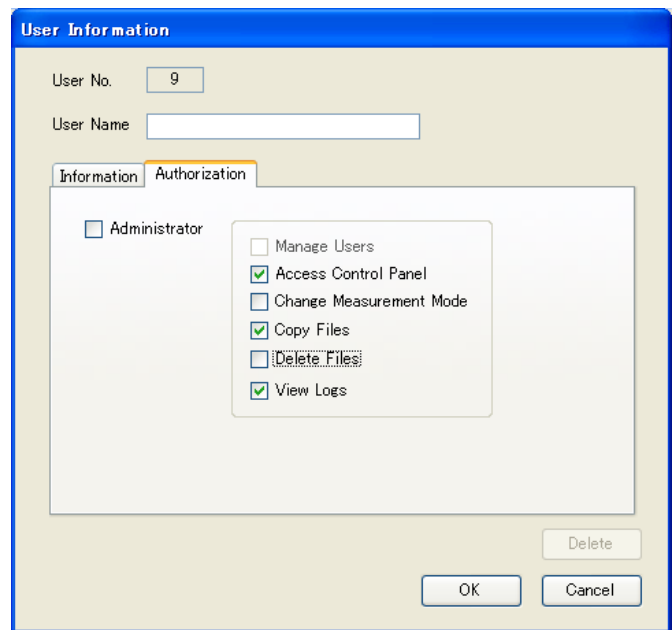 User Information
User No. 9
User Name
Information Authorization
Administrator
Manage Users
Access Control Panel
Change Measurement Mode
Copy Files
Delete Files
View Logs
Delete
OK Cancel